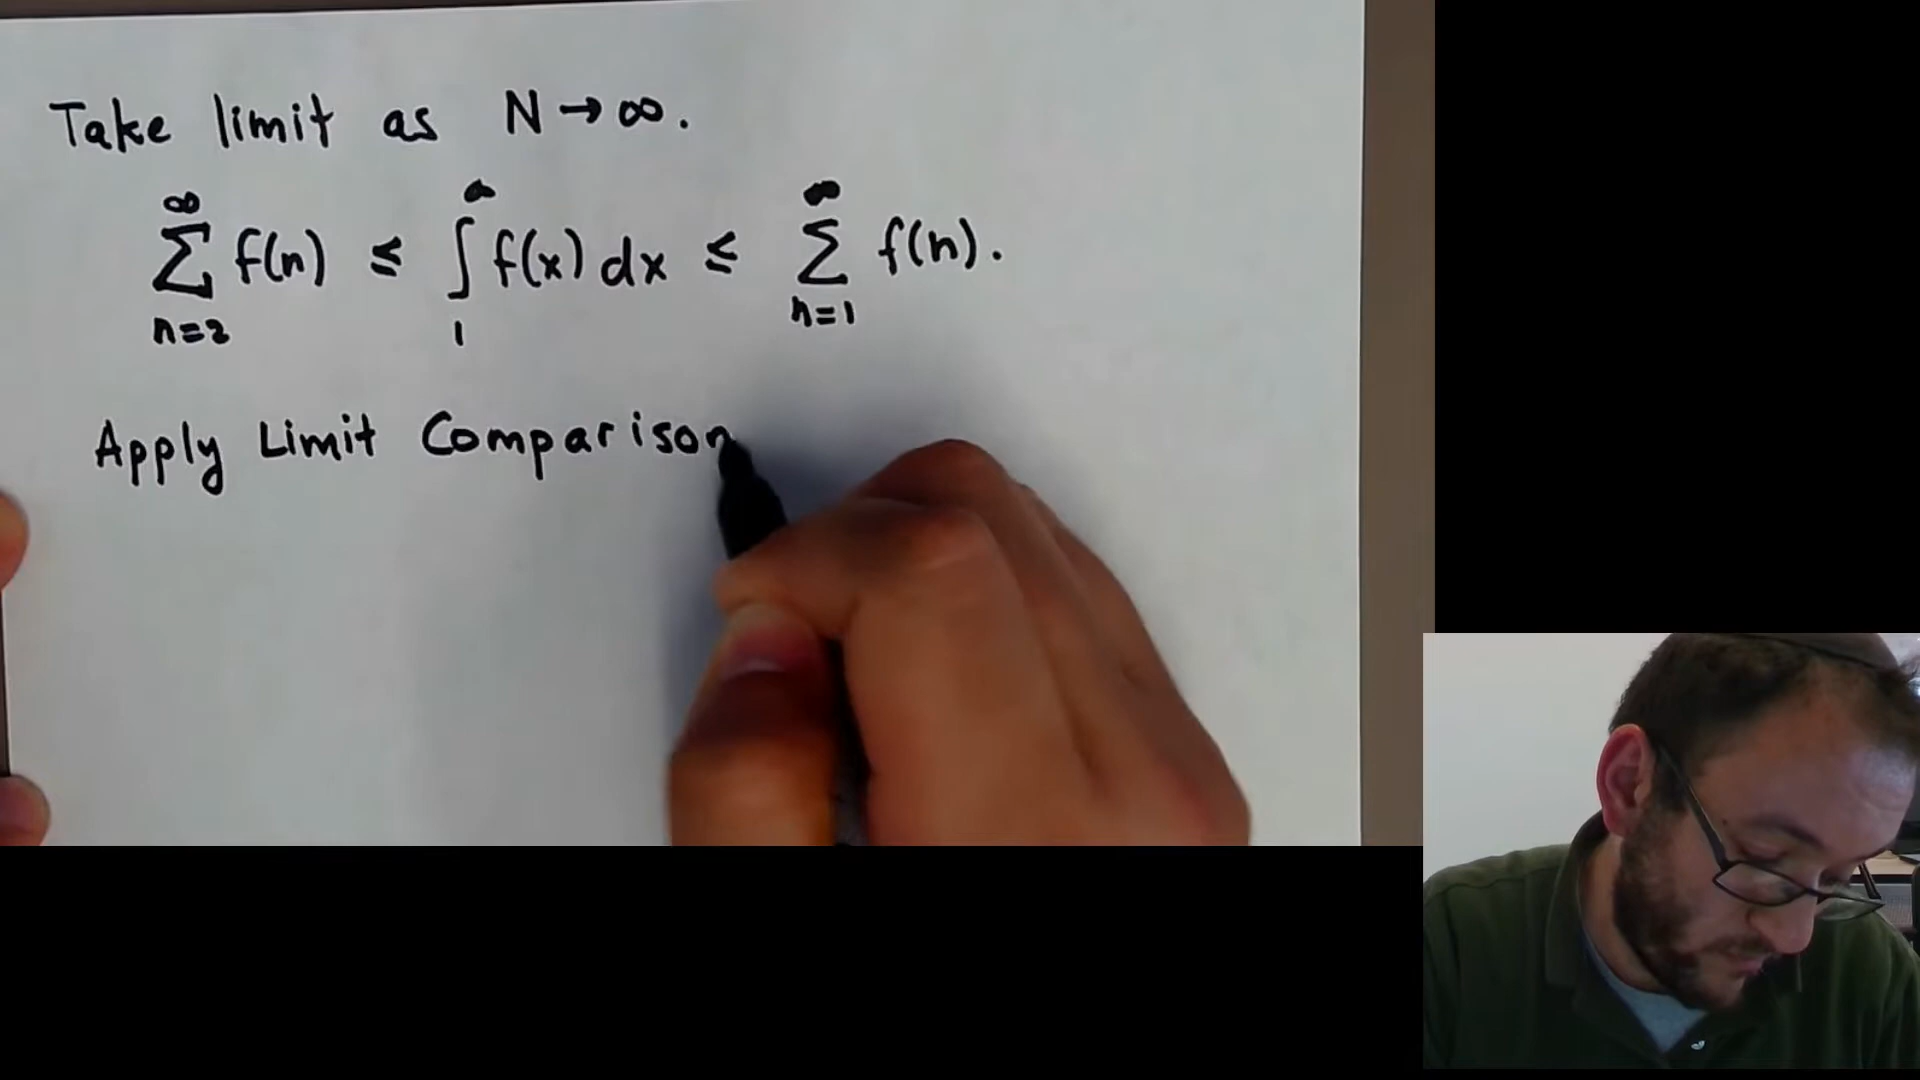 Take limit as N → ∞.
∞ ∞ ∞
∑ f(n) ≤ ∫ f(x) dx ≤ ∑ f(n).
n=2 1 n=1
Apply Limit Comparison